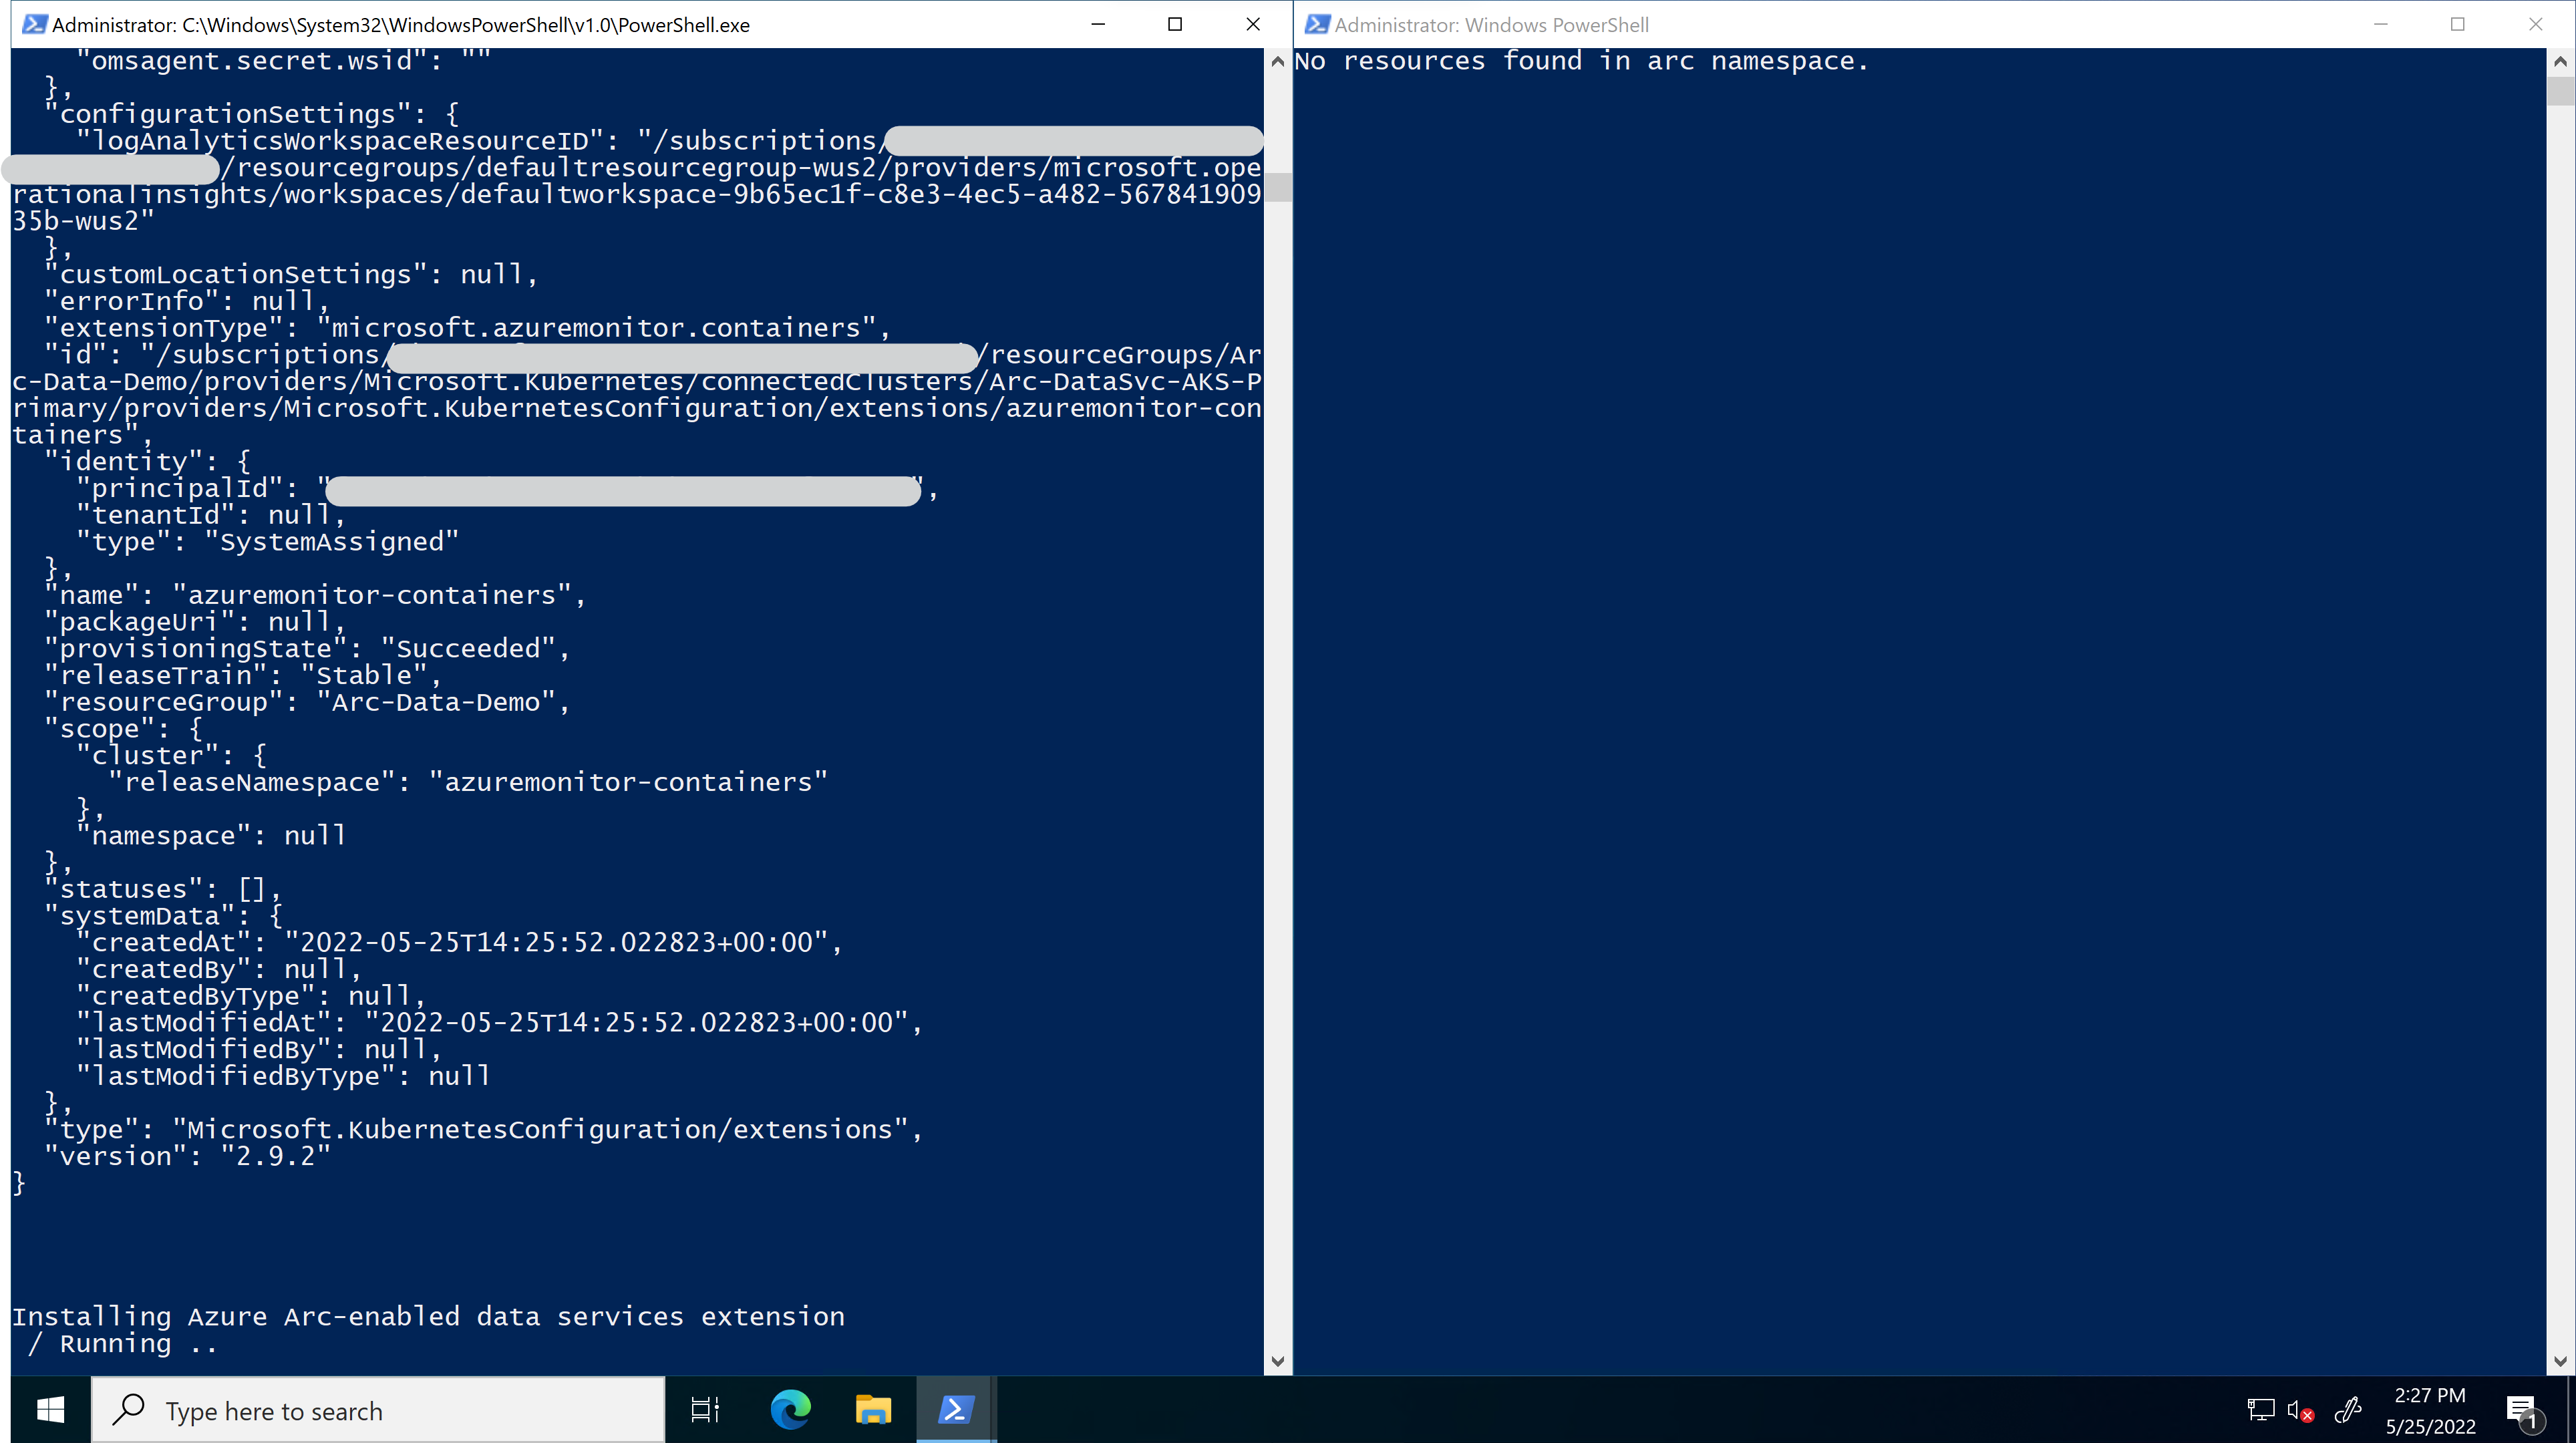 Administrator: C:\Windows\System32\WindowsPowerShell\v1.0\PowerShell.exe
    "omsagent.secret.wsid": ""
  },
  "configurationSettings": {
    "logAnalyticsWorkspaceResourceID": "/subscriptions/
/resourcegroups/defaultresourcegroup-wus2/providers/microsoft.ope
rationalinsights/workspaces/defaultworkspace-9b65ec1f-c8e3-4ec5-a482-567841909
35b-wus2"
  },
  "customLocationSettings": null,
  "errorInfo": null,
  "extensionType": "microsoft.azuremonitor.containers",
  "id": "/subscriptions/ /resourceGroups/Ar
c-Data-Demo/providers/Microsoft.Kubernetes/connectedClusters/Arc-DataSvc-AKS-P
rimary/providers/Microsoft.KubernetesConfiguration/extensions/azuremonitor-con
tainers",
  "identity": {
    "principalId": " ",
    "tenantId": null,
    "type": "SystemAssigned"
  },
  "name": "azuremonitor-containers",
  "packageUri": null,
  "provisioningState": "Succeeded",
  "releaseTrain": "Stable",
  "resourceGroup": "Arc-Data-Demo",
  "scope": {
    "cluster": {
      "releaseNamespace": "azuremonitor-containers"
    },
    "namespace": null
  },
  "statuses": [],
  "systemData": {
    "createdAt": "2022-05-25T14:25:52.022823+00:00",
    "createdBy": null,
    "createdByType": null,
    "lastModifiedAt": "2022-05-25T14:25:52.022823+00:00",
    "lastModifiedBy": null,
    "lastModifiedByType": null
  },
  "type": "Microsoft.KubernetesConfiguration/extensions",
  "version": "2.9.2"
}
Installing Azure Arc-enabled data services extension
 / Running ..
Administrator: Windows PowerShell
No resources found in arc namespace.
Type here to search
2:27 PM
5/25/2022
1